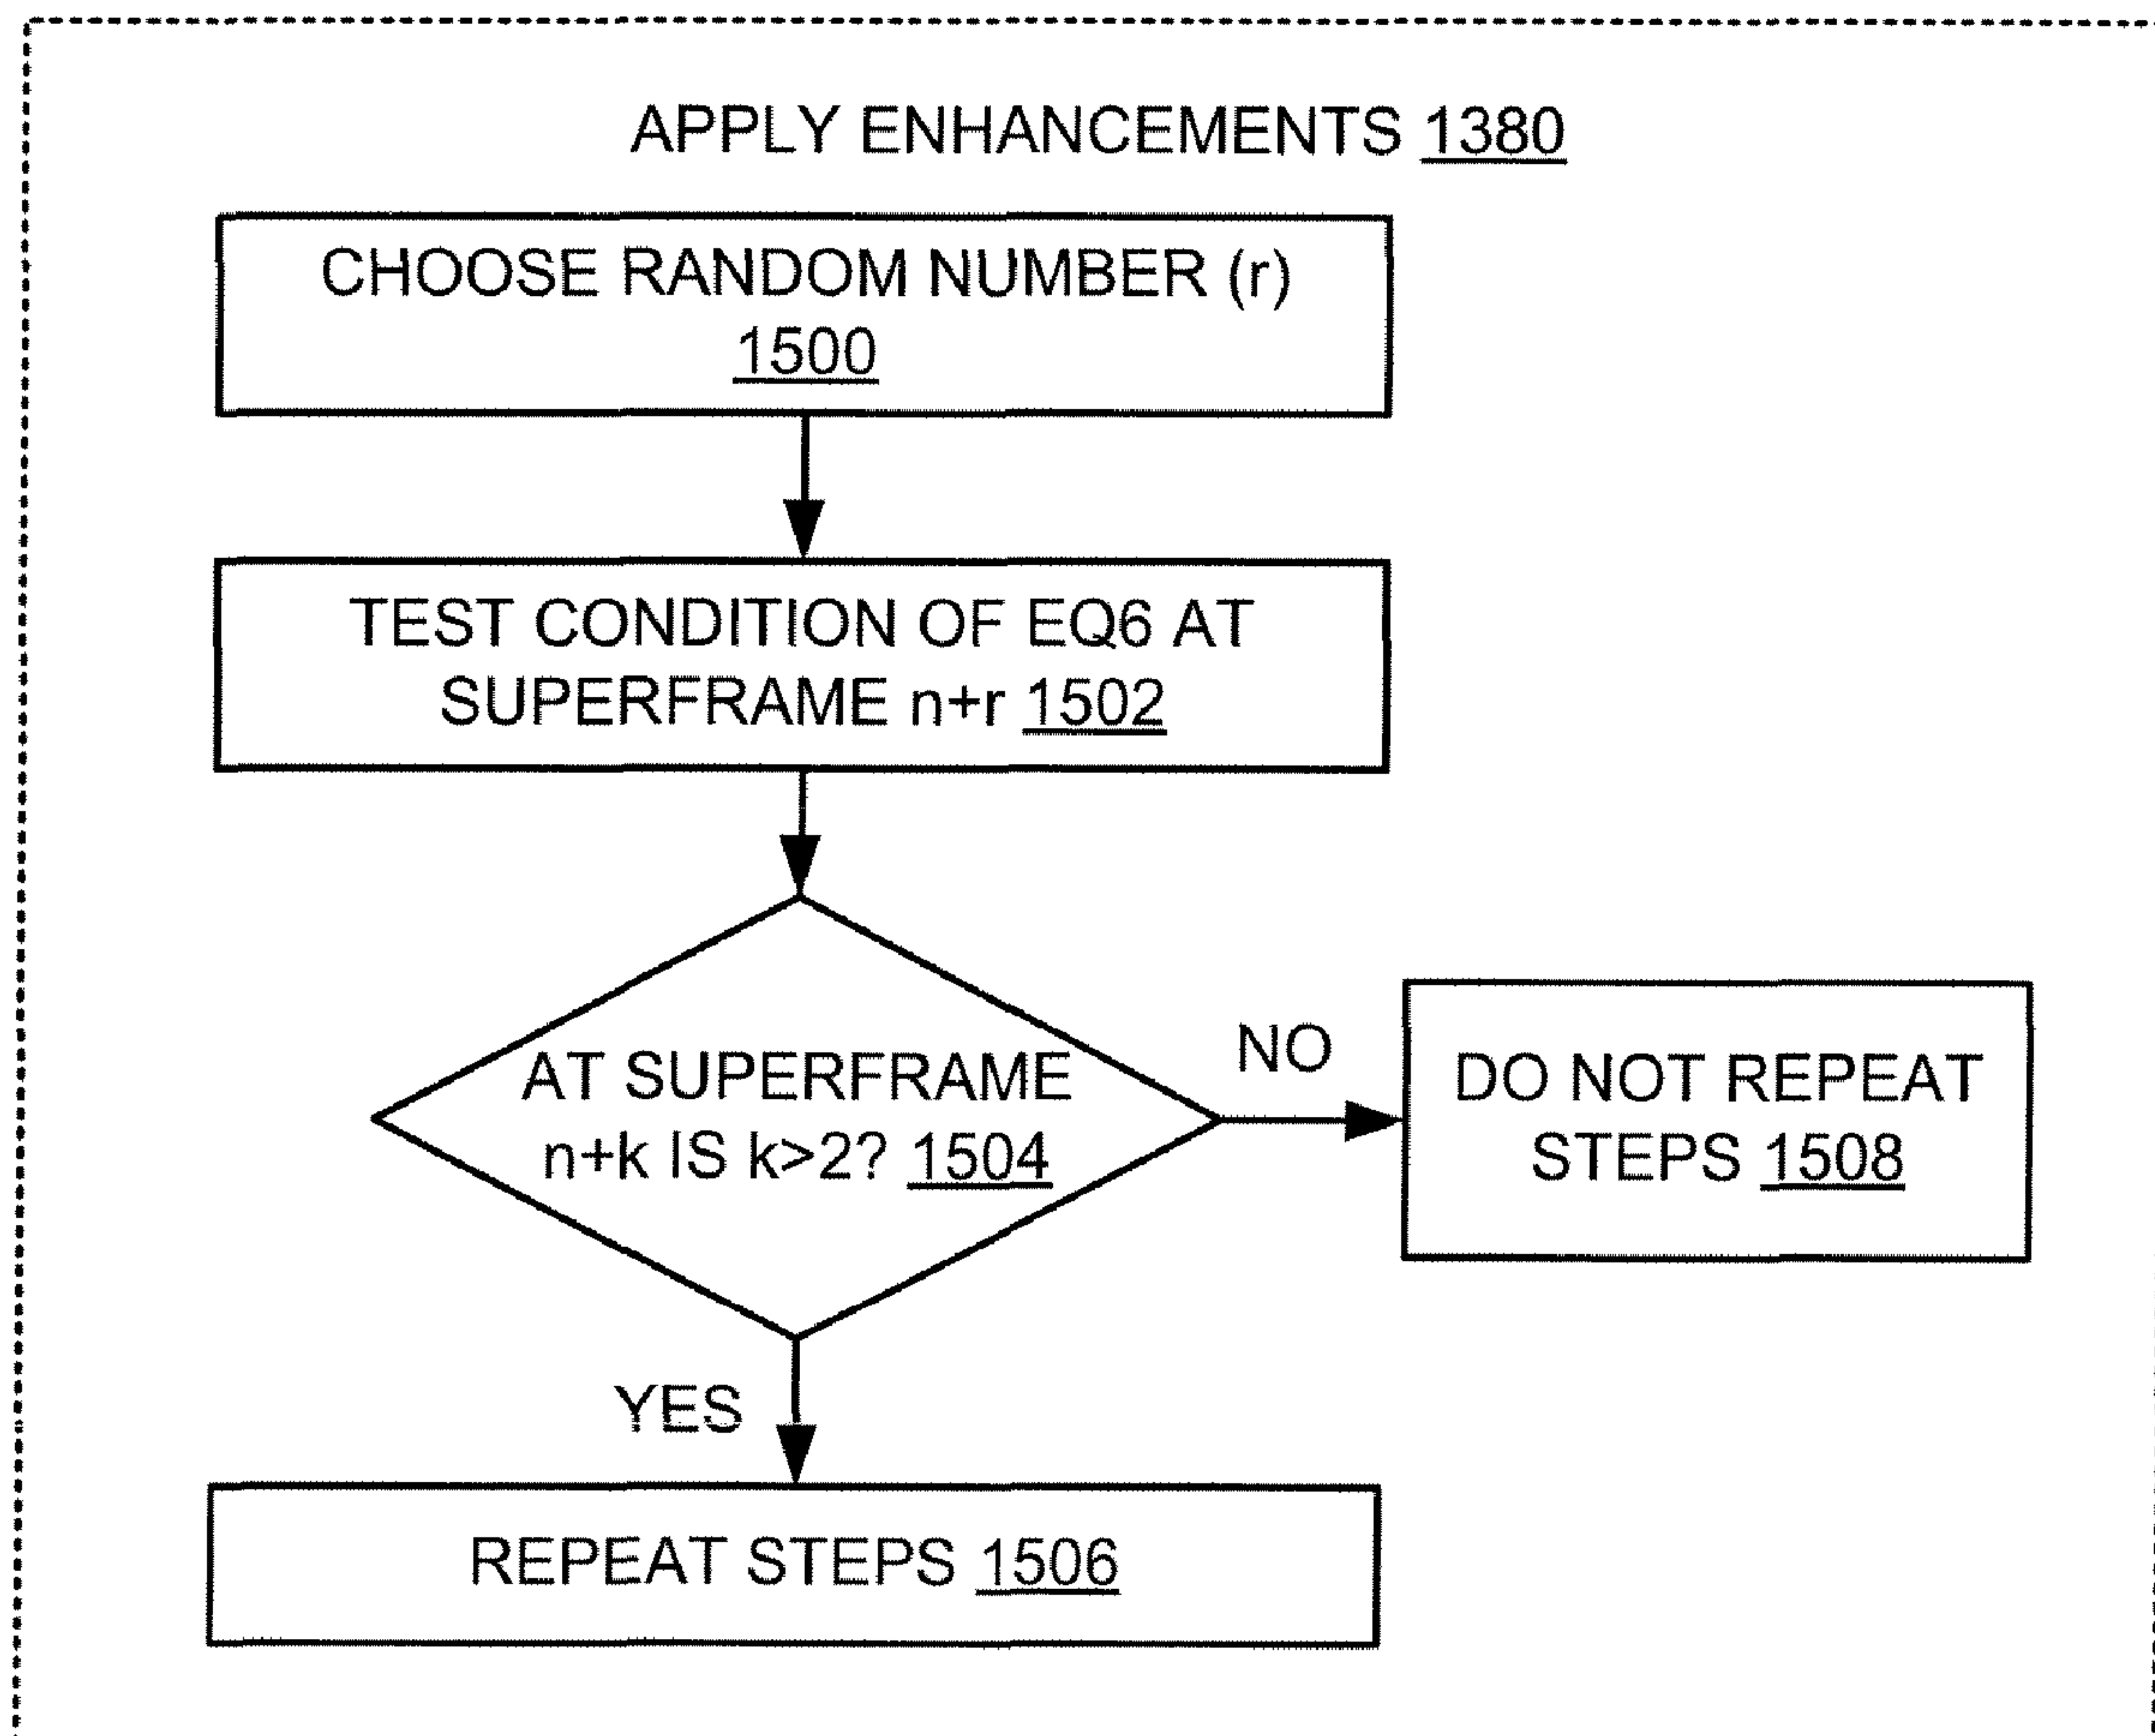 APPLY ENHANCEMENTS 1380
CHOOSE RANDOM NUMBER (r)
1500
TEST CONDITION OF EQ6 AT
SUPERFRAME n+r 1502
AT SUPERFRAME
n+k IS k>2? 1504
NO
DO NOT REPEAT
STEPS 1508
YES
REPEAT STEPS 1506